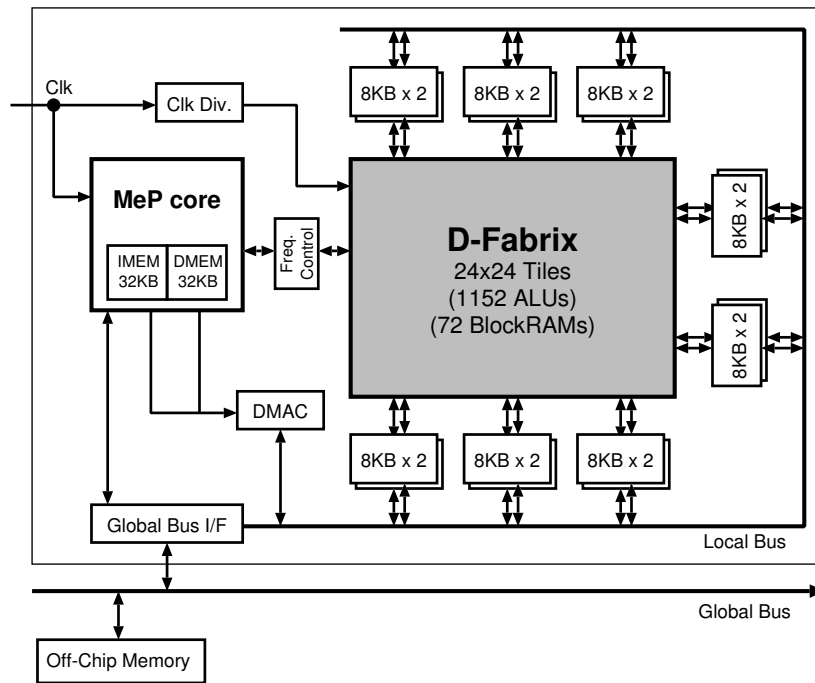 Clk
Clk Div.
8KB x 2
8KB x 2
8KB x 2
MeP core
IMEM
32KB
DMEM
32KB
Freq.
Control
D-Fabrix
24x24 Tiles
(1152 ALUs)
(72 BlockRAMs)
8KB x 2
8KB x 2
DMAC
8KB x 2
8KB x 2
8KB x 2
Global Bus I/F
Local Bus
Global Bus
Off-Chip Memory